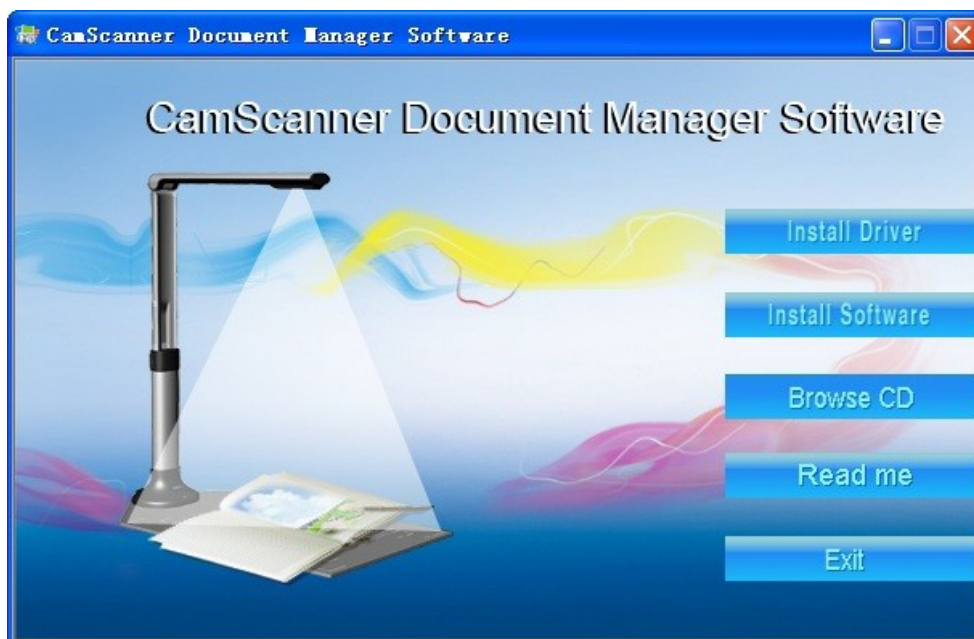 CamScanner Document Manager Software
CamScanner Document Manager Software
Install Driver
Install Software
Browse CD
Read me
Exit